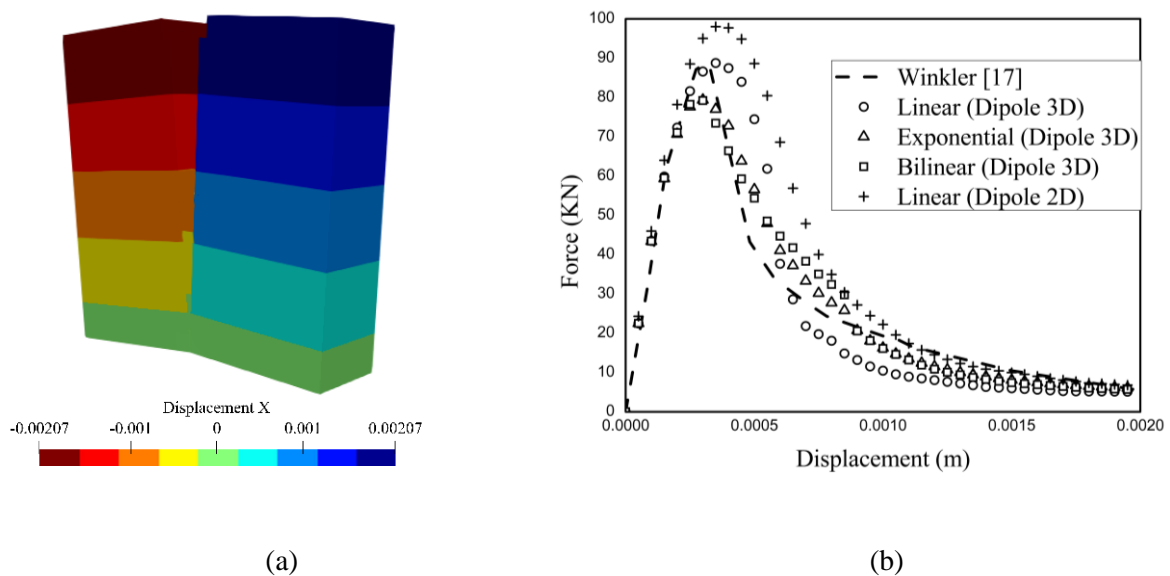 Displacement X
-0.00207 -0.001 0 0.001 0.00207
(a)
100
90
80
70
60
50
40
30
20
10
0
Force (KN)
Winkler [17]
Linear (Dipole 3D)
Exponential (Dipole 3D)
Bilinear (Dipole 3D)
Linear (Dipole 2D)
0.0000 0.0005 0.0010 0.0015 0.0020
Displacement (m)
(b)